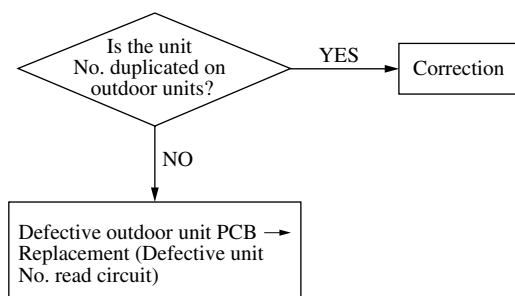 Is the unit
No. duplicated on
outdoor units?
YES
Correction
NO
Defective outdoor unit PCB →
Replacement (Defective unit
No. read circuit)